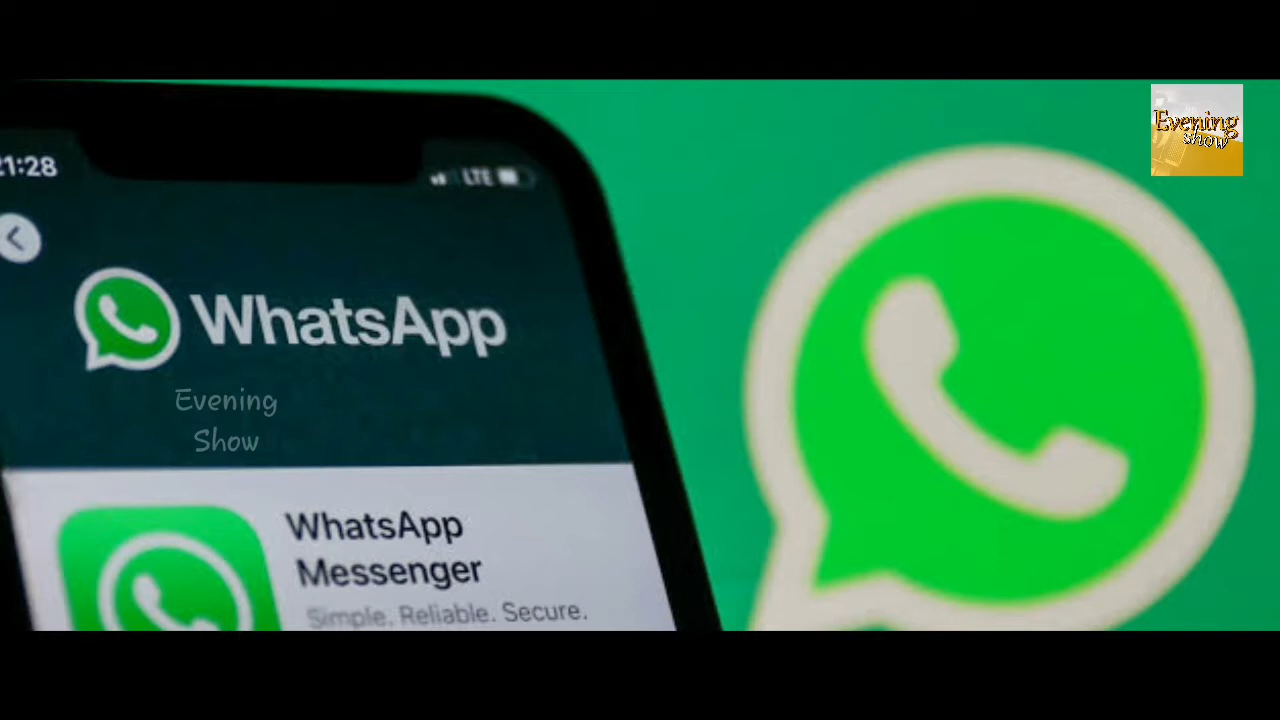 21:28
LTE
WhatsApp
Evening
Show
Evening
show
WhatsApp
Messenger
Simple. Reliable. Secure.